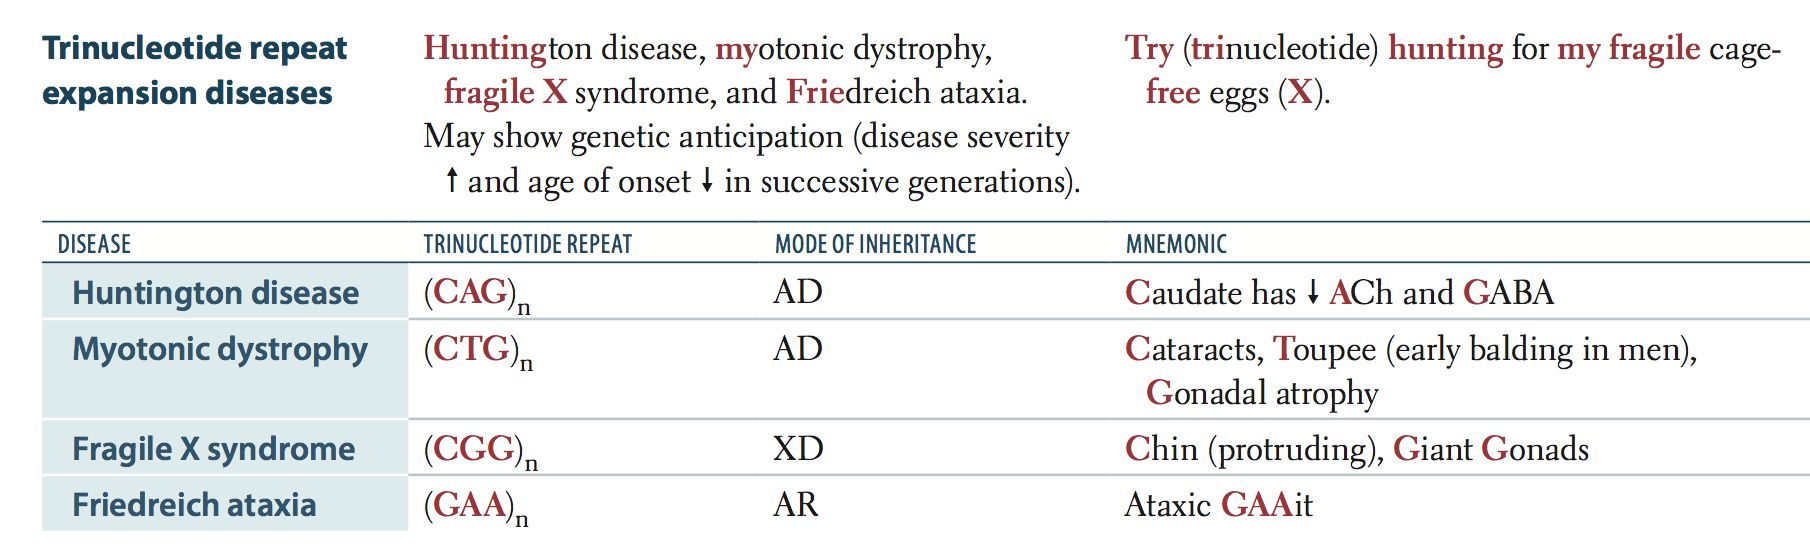 Trinucleotide repeat
expansion diseases
Huntington disease, myotonic dystrophy,
fragile X syndrome, and Friedreich ataxia.
May show genetic anticipation (disease severity
↑ and age of onset ↓ in successive generations).
Try (trinucleotide) hunting for my fragile cage-
free eggs (X).
DISEASE TRINUCLEOTIDE REPEAT MODE OF INHERITANCE MNEMONIC
Huntington disease (CAG)n AD Caudate has ↓ ACh and GABA
Myotonic dystrophy (CTG)n AD Cataracts, Toupee (early balding in men),
Gonadal atrophy
Fragile X syndrome (CGG)n XD Chin (protruding), Giant Gonads
Friedreich ataxia (GAA)n AR Ataxic GAAit